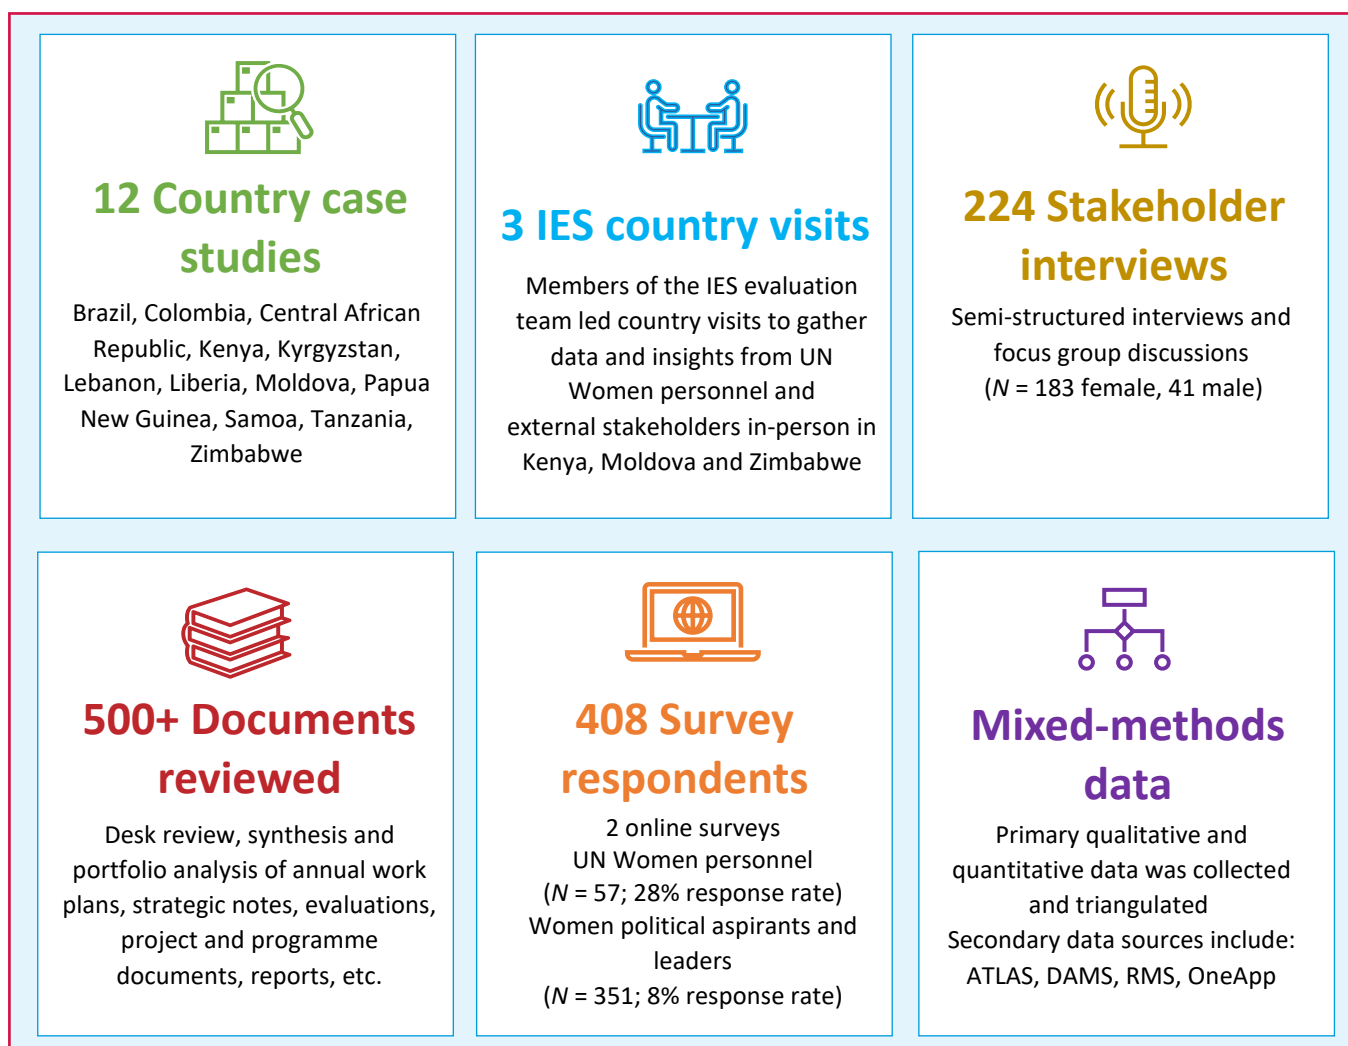 12 Country case
studies
Brazil, Colombia, Central African
Republic, Kenya, Kyrgyzstan,
Lebanon, Liberia, Moldova, Papua
New Guinea, Samoa, Tanzania,
Zimbabwe
3 IES country visits
Members of the IES evaluation
team led country visits to gather
data and insights from UN
Women personnel and
external stakeholders in-person in
Kenya, Moldova and Zimbabwe
224 Stakeholder
interviews
Semi-structured interviews and
focus group discussions
(N = 183 female, 41 male)
500+ Documents
reviewed
Desk review, synthesis and
portfolio analysis of annual work
plans, strategic notes, evaluations,
project and programme
documents, reports, etc.
408 Survey
respondents
2 online surveys
UN Women personnel
(N = 57; 28% response rate)
Women political aspirants and
leaders
(N = 351; 8% response rate)
Mixed-methods
data
Primary qualitative and
quantitative data was collected
and triangulated
Secondary data sources include:
ATLAS, DAMS, RMS, OneApp